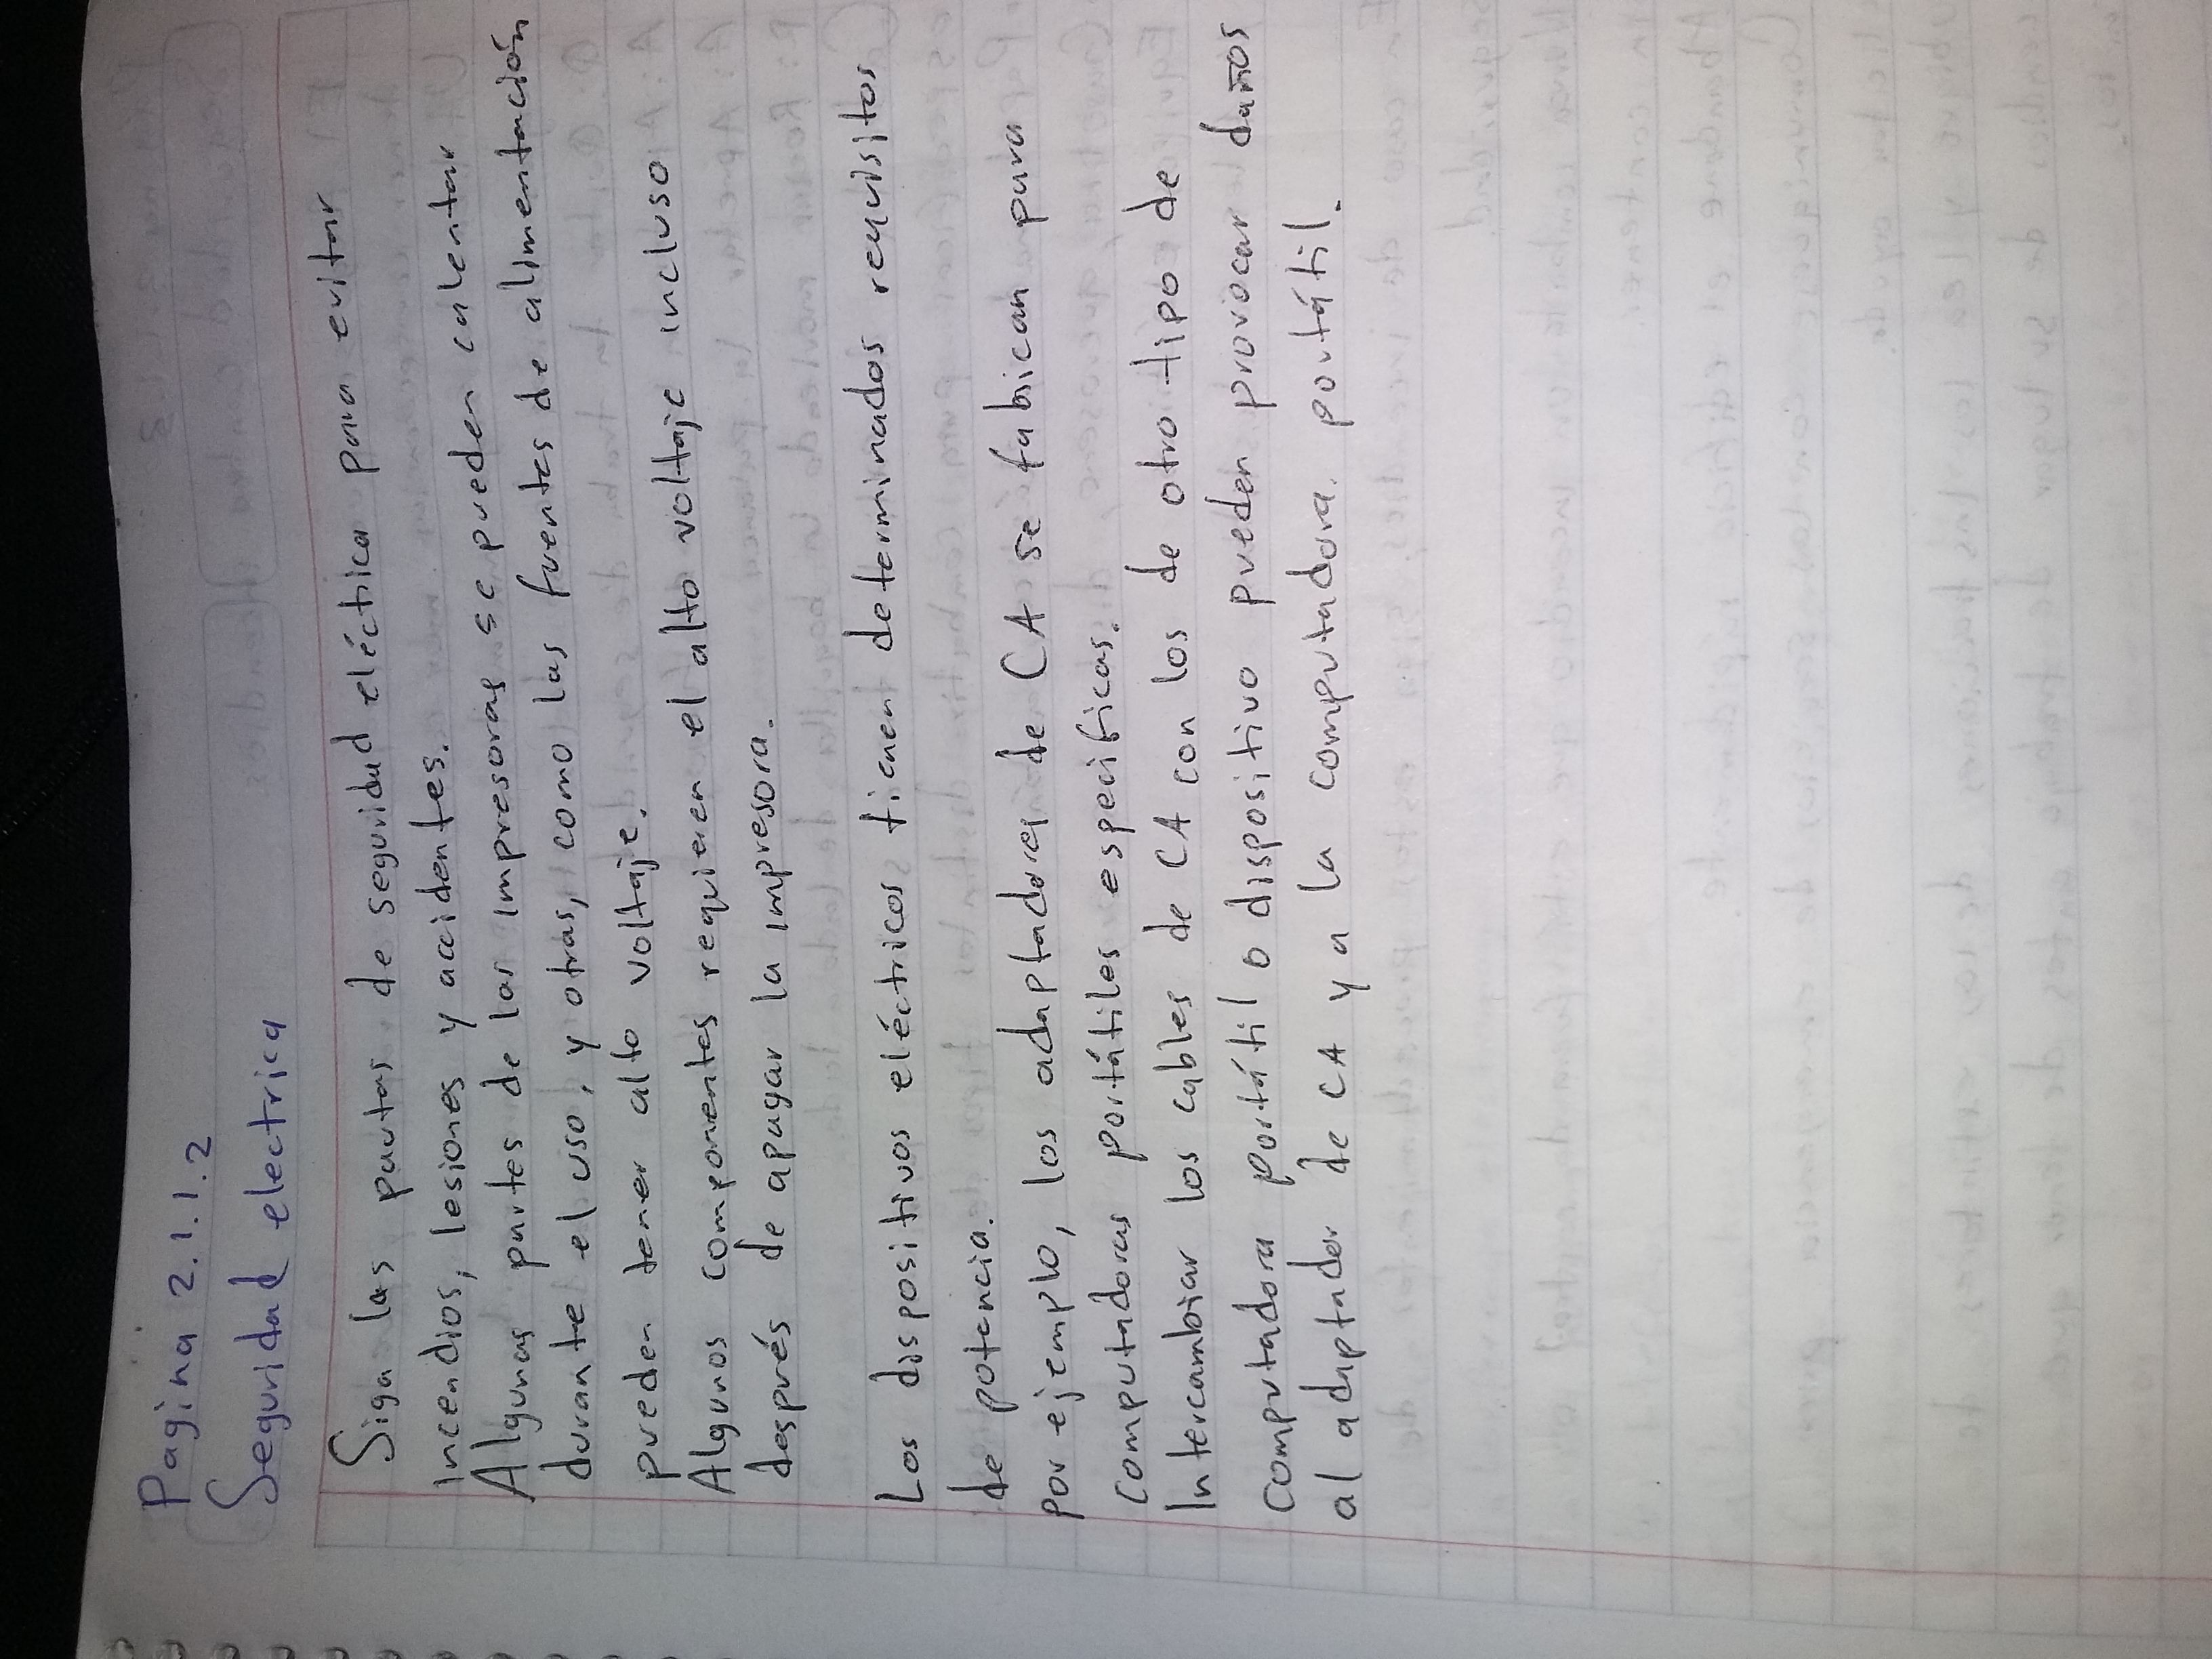 Pagina 2.1.1.2
Seguridad electrica
Siga las pautas de seguridad eléctrica para evitar
incendios, lesiones y accidentes.
Algunas partes de las impresoras se pueden calentar
durante el uso, y otras, como las fuentes de alimentación
pueden tener alto voltaje.
Algunos componentes requieren el alto voltaje incluso
después de apagar la impresora.
Los dispositivos eléctricos tienen determinados requisitos
de potencia.
por ejemplo, los adaptadores de CA se fabrican para
computadoras portátiles especificas.
Intercambiar los cables de CA con los de otro tipo de
computadora portátil o dispositivo pueden provocar daños
al adaptador de CA y a la computadora portátil.